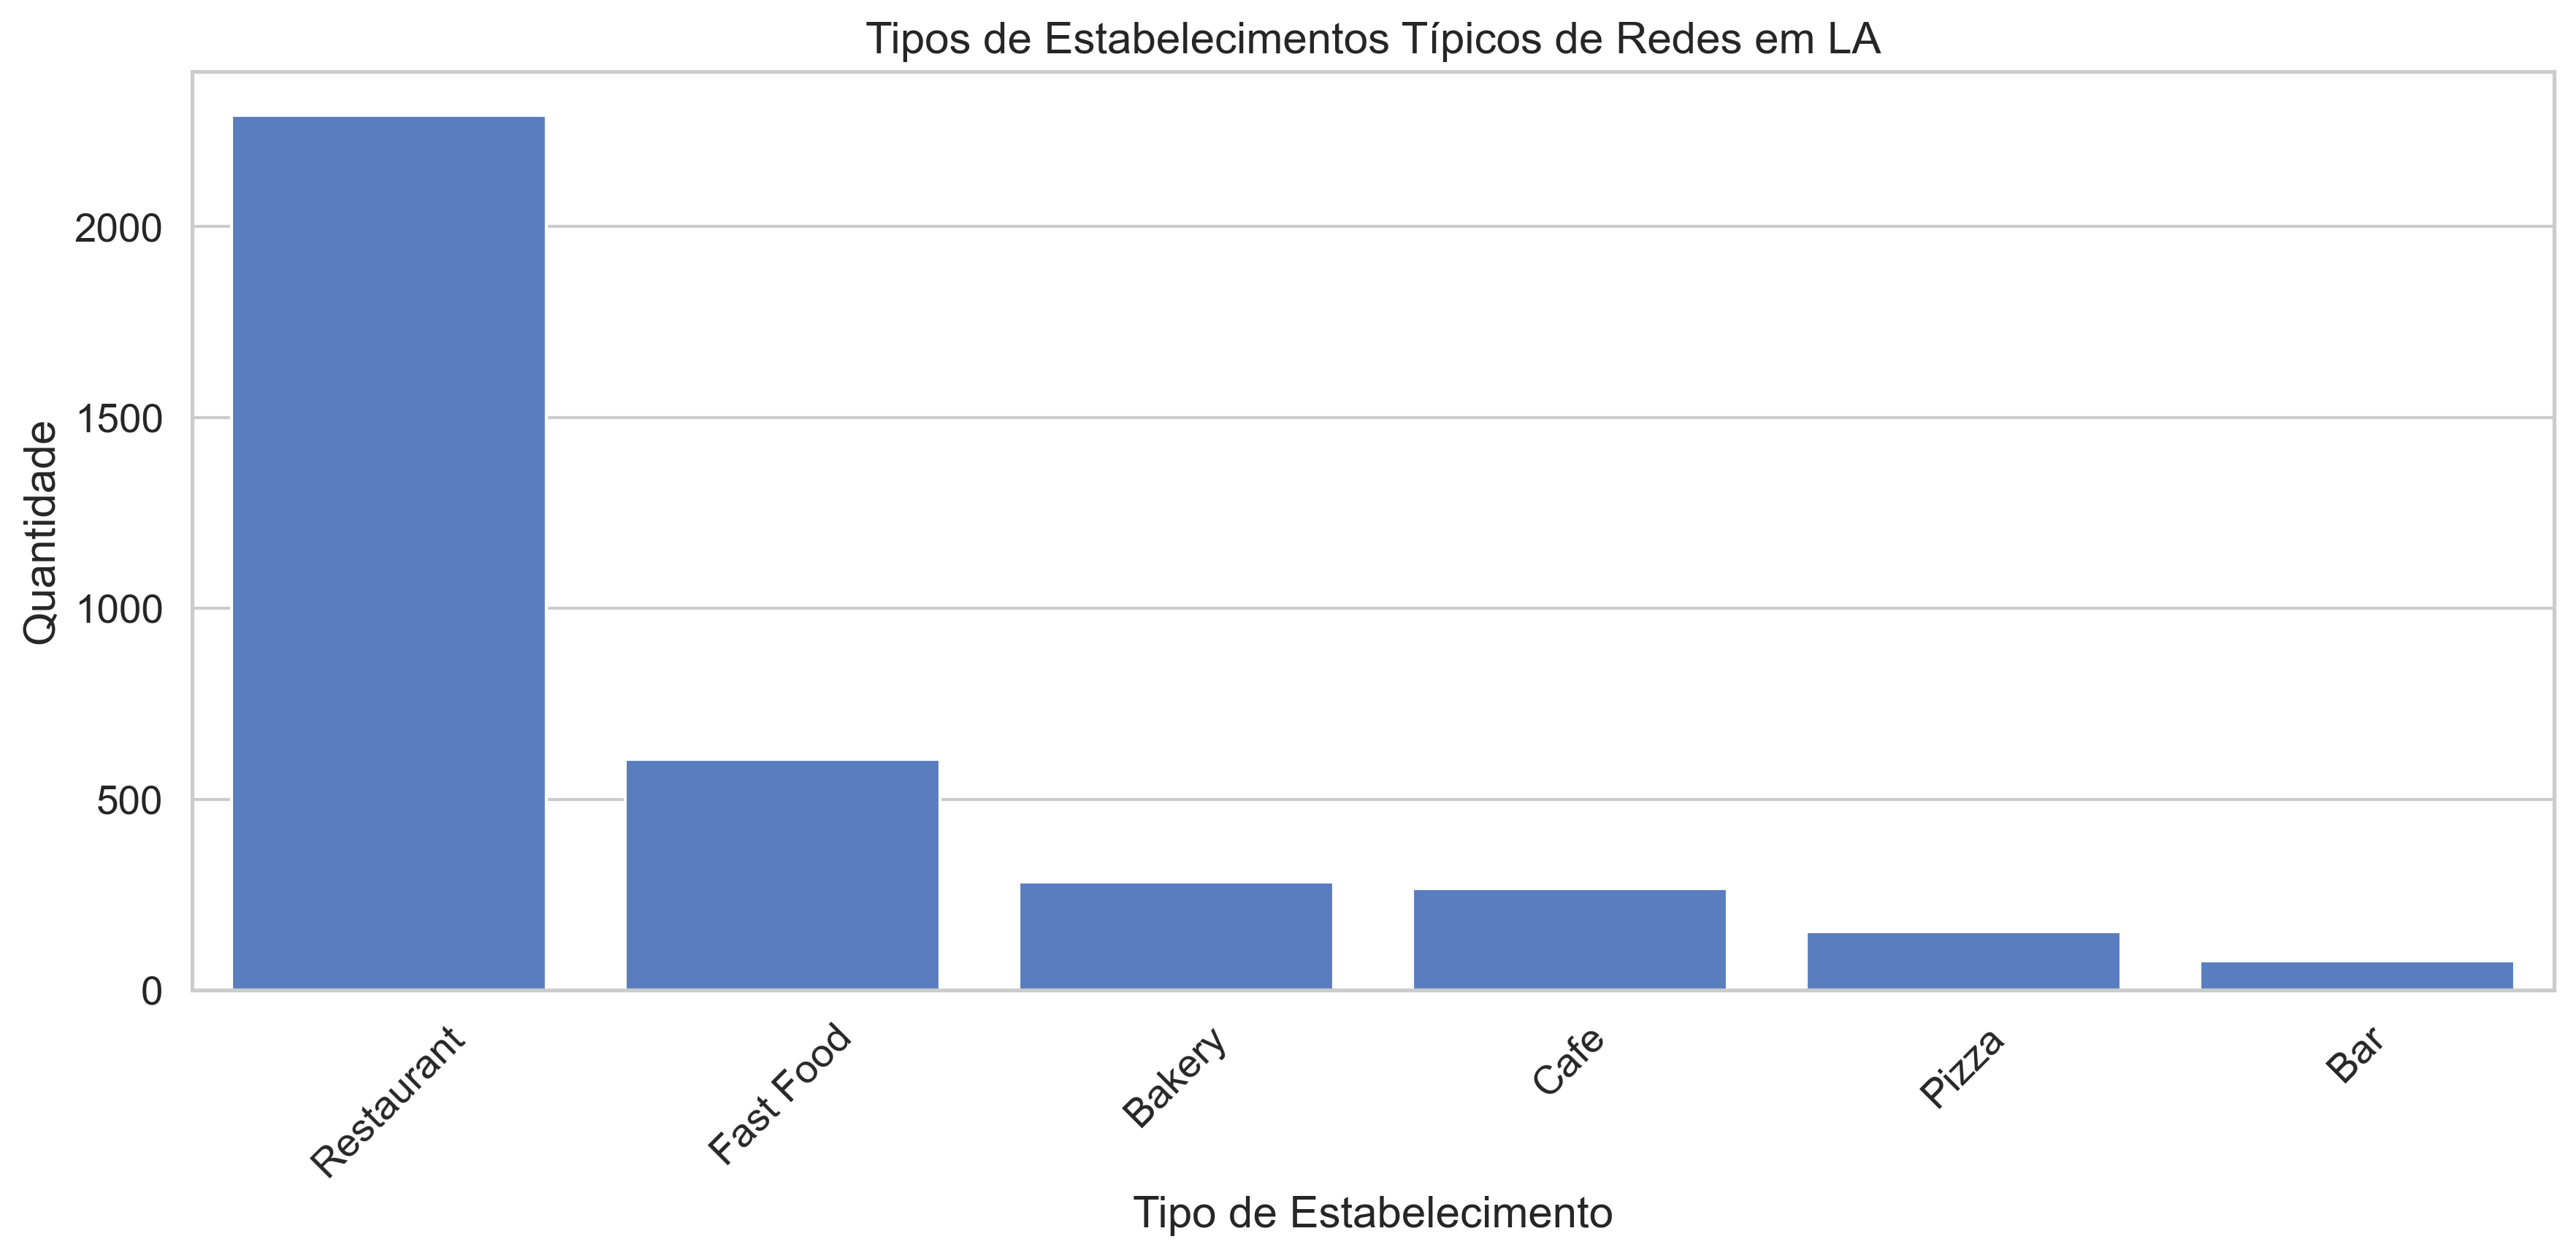 Tipos de Estabelecimentos Típicos de Redes em LA
Quantidade
2000
1500
1000
500
0
Restaurant
Fast Food
Bakery
Cafe
Pizza
Bar
Tipo de Estabelecimento